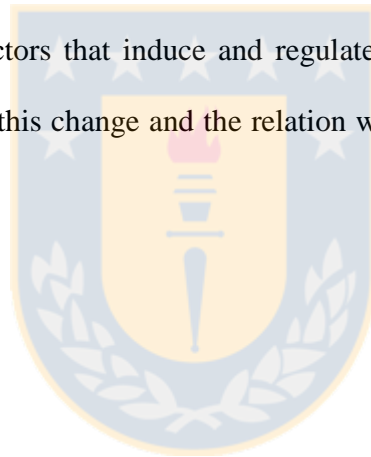 ctors that induce and regulate
this change and the relation w